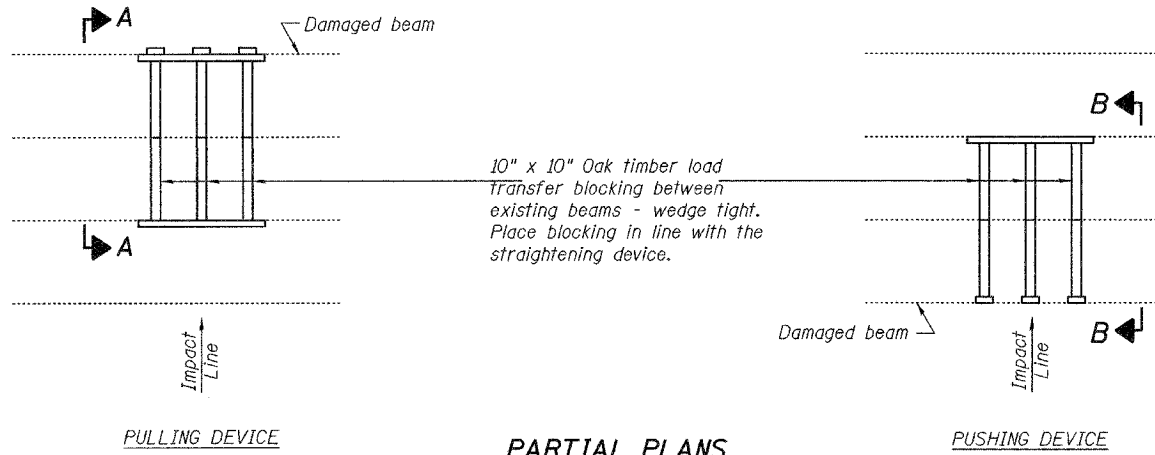 A
Damaged beam
A
10" x 10" Oak timber load
transfer blocking between
existing beams - wedge tight.
Place blocking in line with the
straightening device.
B
Damaged beam
B
Impact
Line
Impact
Line
PULLING DEVICE
PARTIAL PLANS
PUSHING DEVICE